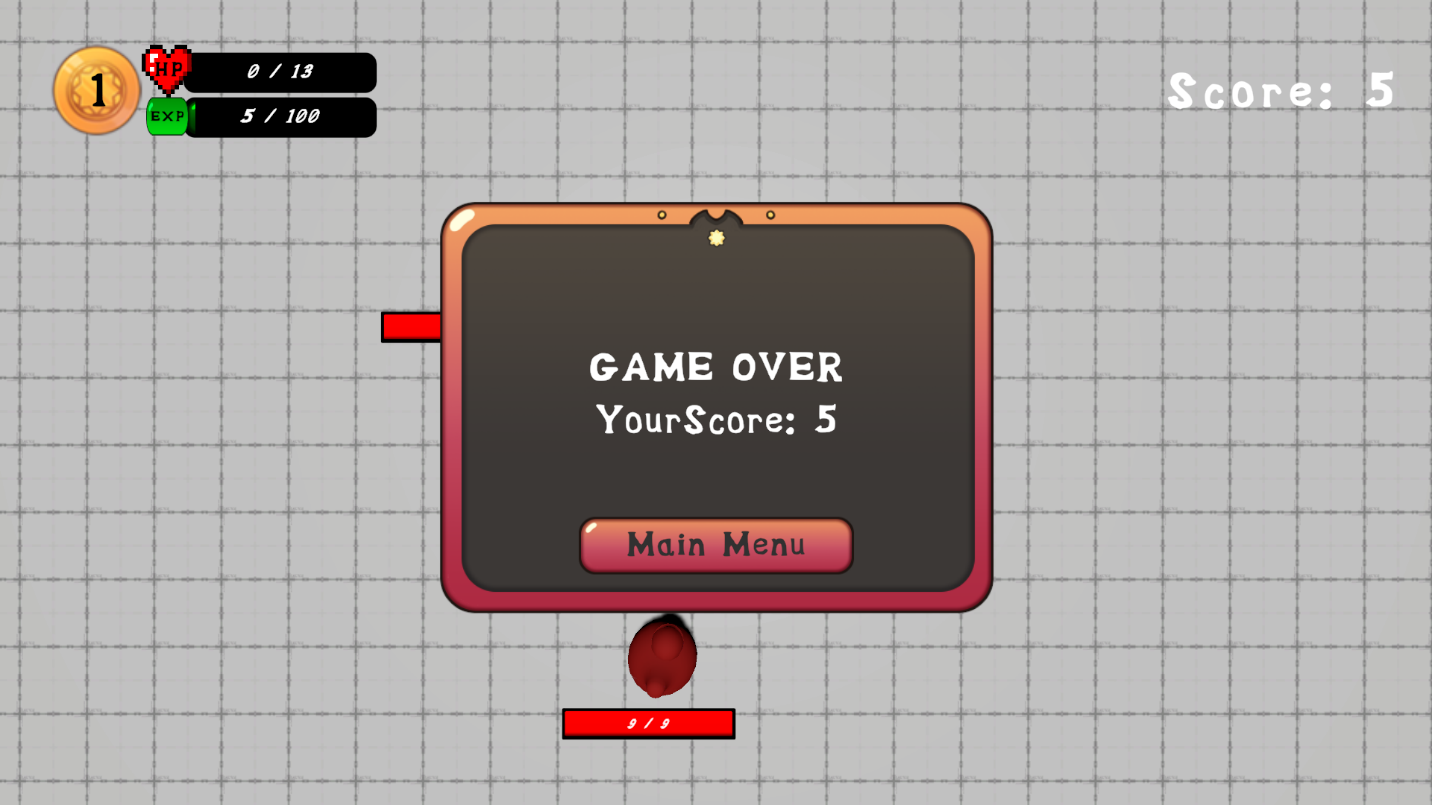 1
HP
0 / 13
EXP
5 / 100
Score: 5
GAME OVER
YourScore: 5
Main Menu
9 / 9